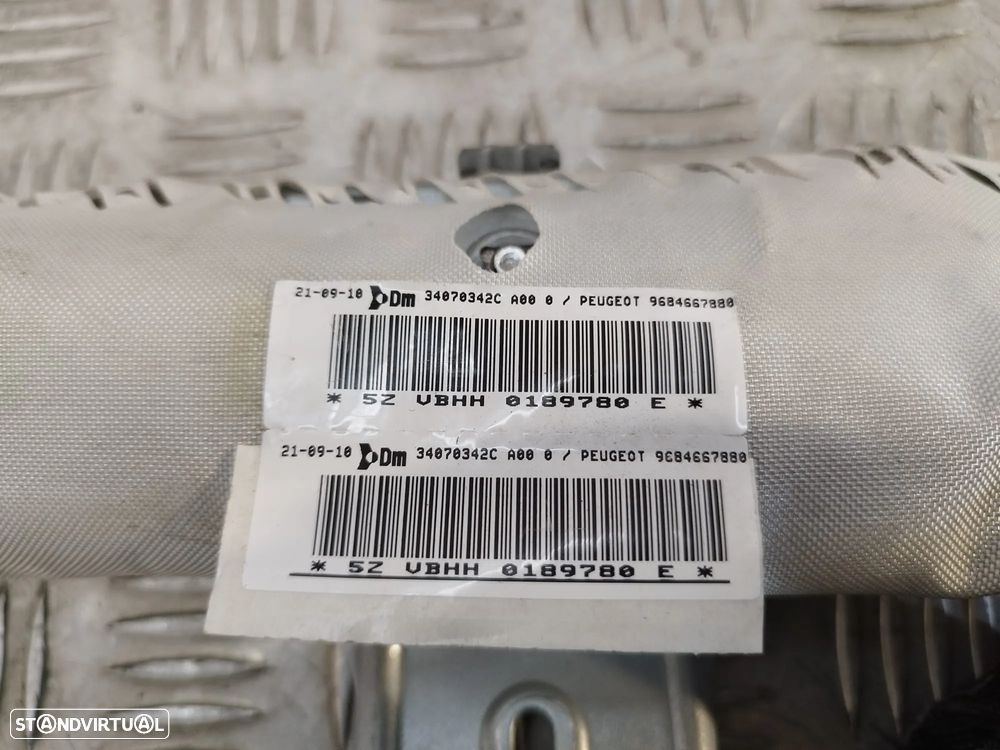 21-09-10 Dm 34070342C A00 0 / PEUGEOT 9684667880
* 5Z VBHH 0189780 E *
21-09-10 Dm 34070342C A00 0 / PEUGEOT 9684667880
* 5Z VBHH 0189780 E *
STANDVIRTUAL